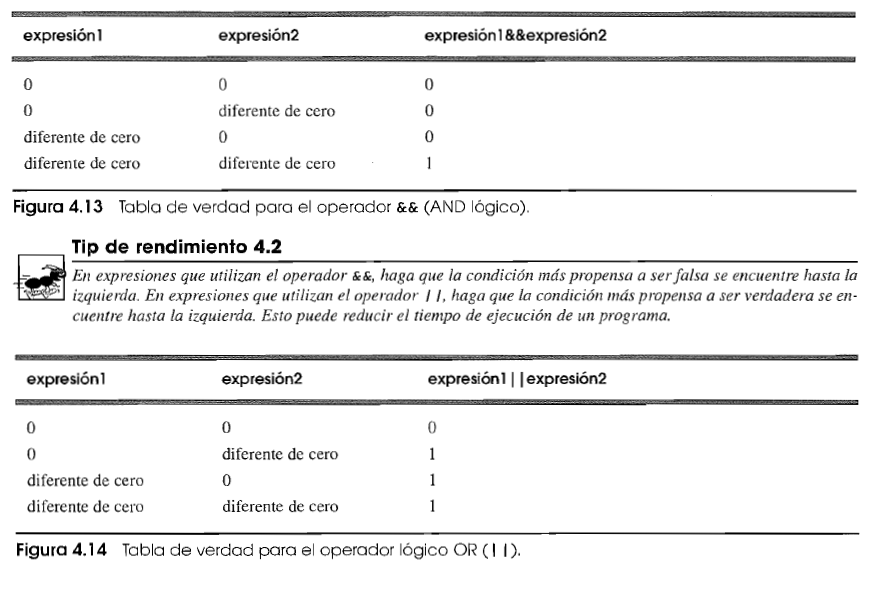 expresión1 expresión2 expresión1&&expresión2
0 0 0
0 diferente de cero 0
diferente de cero 0 0
diferente de cero diferente de cero 1
Figura 4.13 Tabla de verdad para el operador && (AND lógico).
Tip de rendimiento 4.2
En expresiones que utilizan el operador &&, haga que la condición más propensa a ser falsa se encuentre hasta la
izquierda. En expresiones que utilizan el operador ||, haga que la condición más propensa a ser verdadera se en-
cuentre hasta la izquierda. Esto puede reducir el tiempo de ejecución de un programa.
expresión1 expresión2 expresión1||expresión2
0 0 0
0 diferente de cero 1
diferente de cero 0 1
diferente de cero diferente de cero 1
Figura 4.14 Tabla de verdad para el operador lógico OR (||).